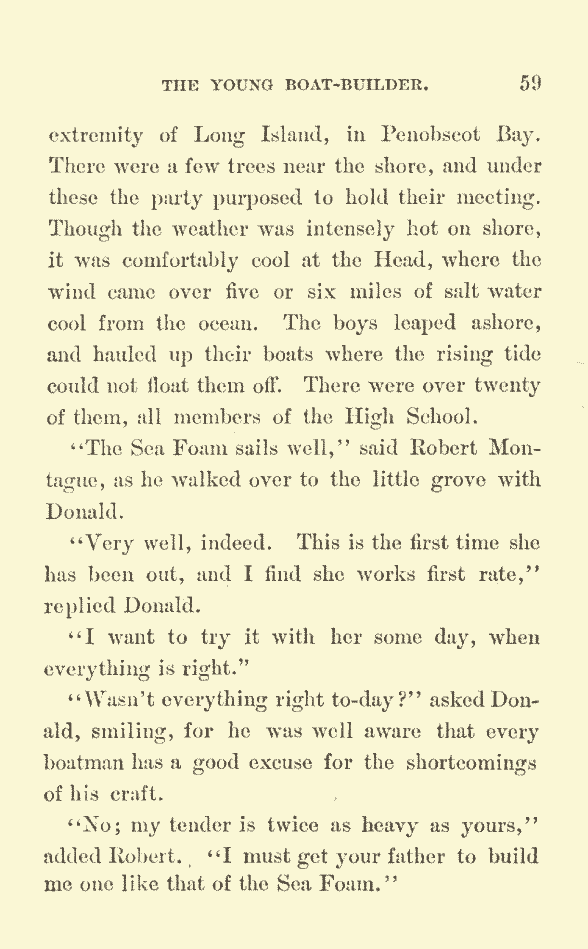 THE YOUNG BOAT-BUILDER. 59
extremity of Long Island, in Penobscot Bay.
There were a few trees near the shore, and under
these the party purposed to hold their meeting.
Though the weather was intensely hot on shore,
it was comfortably cool at the Head, where the
wind came over five or six miles of salt water
cool from the ocean. The boys leaped ashore,
and hauled up their boats where the rising tide
could not float them off. There were over twenty
of them, all members of the High School.
"The Sea Foam sails well," said Robert Mon-
tague, as he walked over to the little grove with
Donald.
"Very well, indeed. This is the first time she
has been out, and I find she works first rate,"
replied Donald.
"I want to try it with her some day, when
everything is right."
"Wasn't everything right to-day?" asked Don-
ald, smiling, for he was well aware that every
boatman has a good excuse for the shortcomings
of his craft.
"No; my tender is twice as heavy as yours,"
added Robert. "I must get your father to build
me one like that of the Sea Foam."